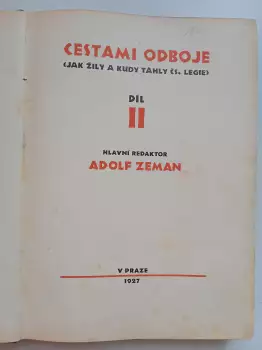 CESTAMI ODBOJE
(JAK ŽILY A KUDY TÁHLY ČS. LEGIE)
DÍL
II
HLAVNÍ REDAKTOR
ADOLF ZEMAN
V PRAZE
1927